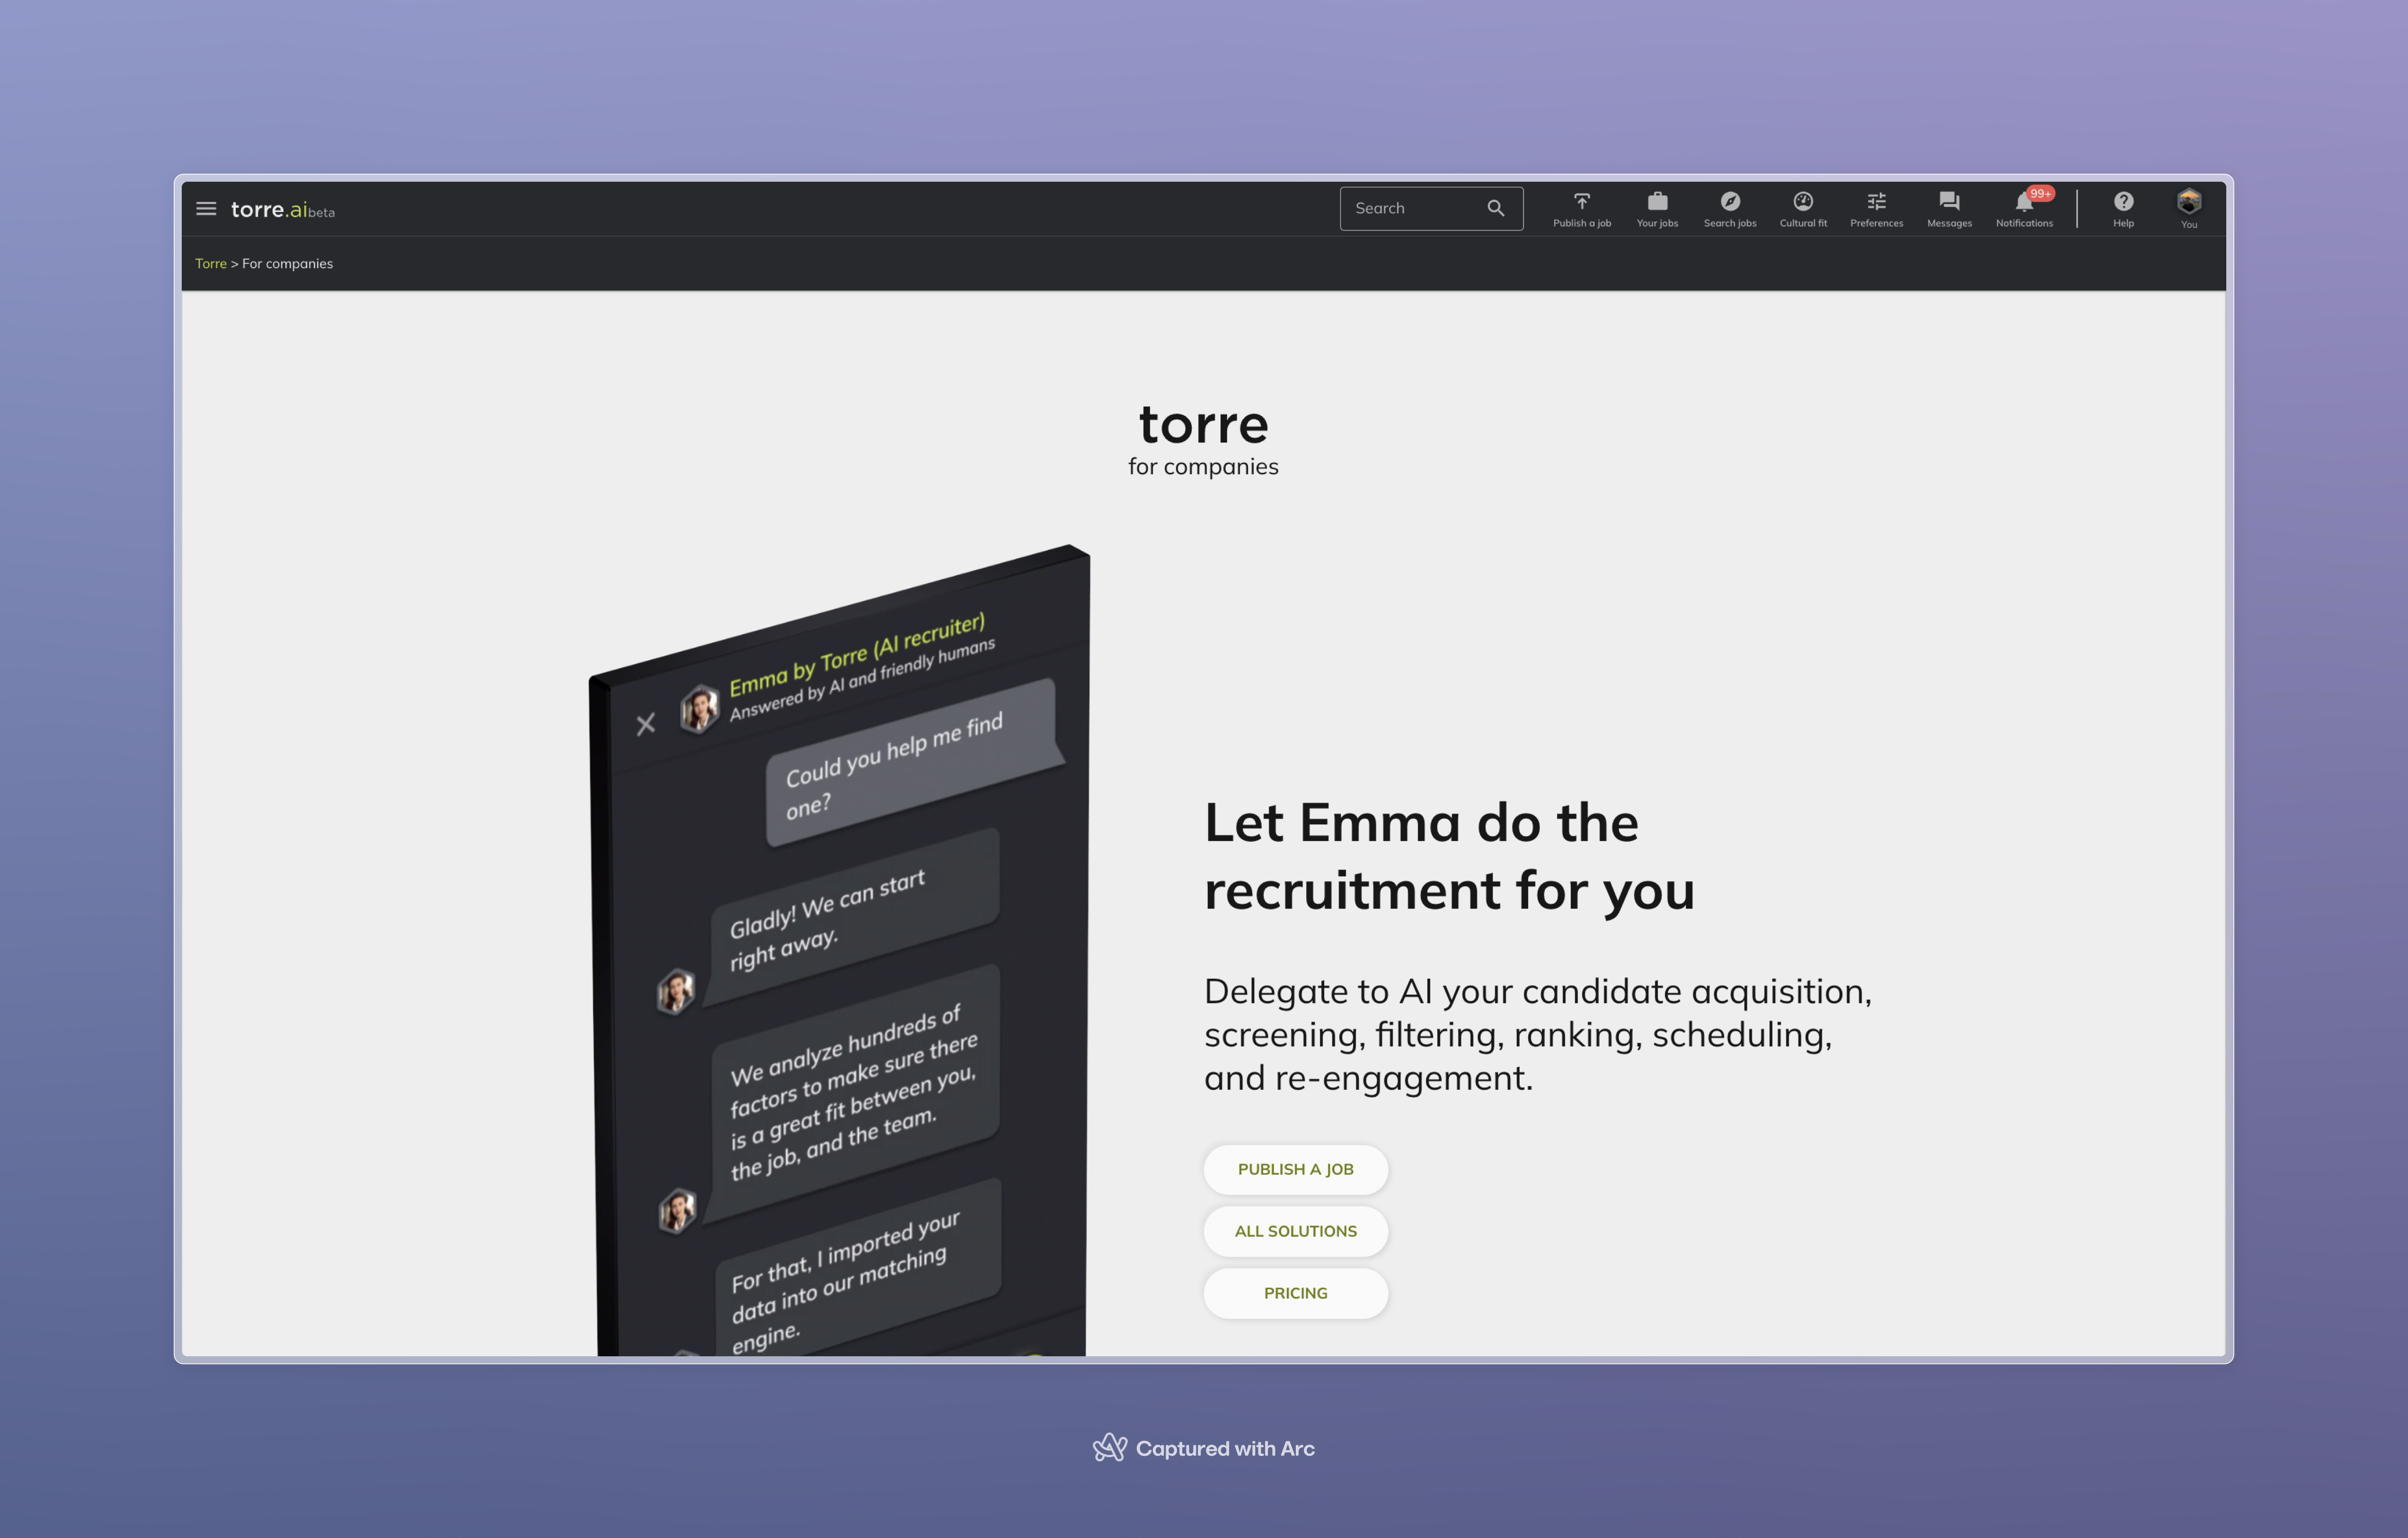 torre.ai beta
Search
Publish a job
Your jobs
Search jobs
Cultural fit
Preferences
Messages
99+
Notifications
Help
You
Torre > For companies
torre
for companies
Emma by Torre (AI recruiter)
Answered by AI and friendly humans
Could you help me find
one?
Gladly! We can start
right away.
We analyze hundreds of
factors to make sure there
is a great fit between you,
the job, and the team.
For that, I imported your
data into our matching
engine.
Let Emma do the
recruitment for you
Delegate to AI your candidate acquisition,
screening, filtering, ranking, scheduling,
and re-engagement.
PUBLISH A JOB
ALL SOLUTIONS
PRICING
Captured with Arc